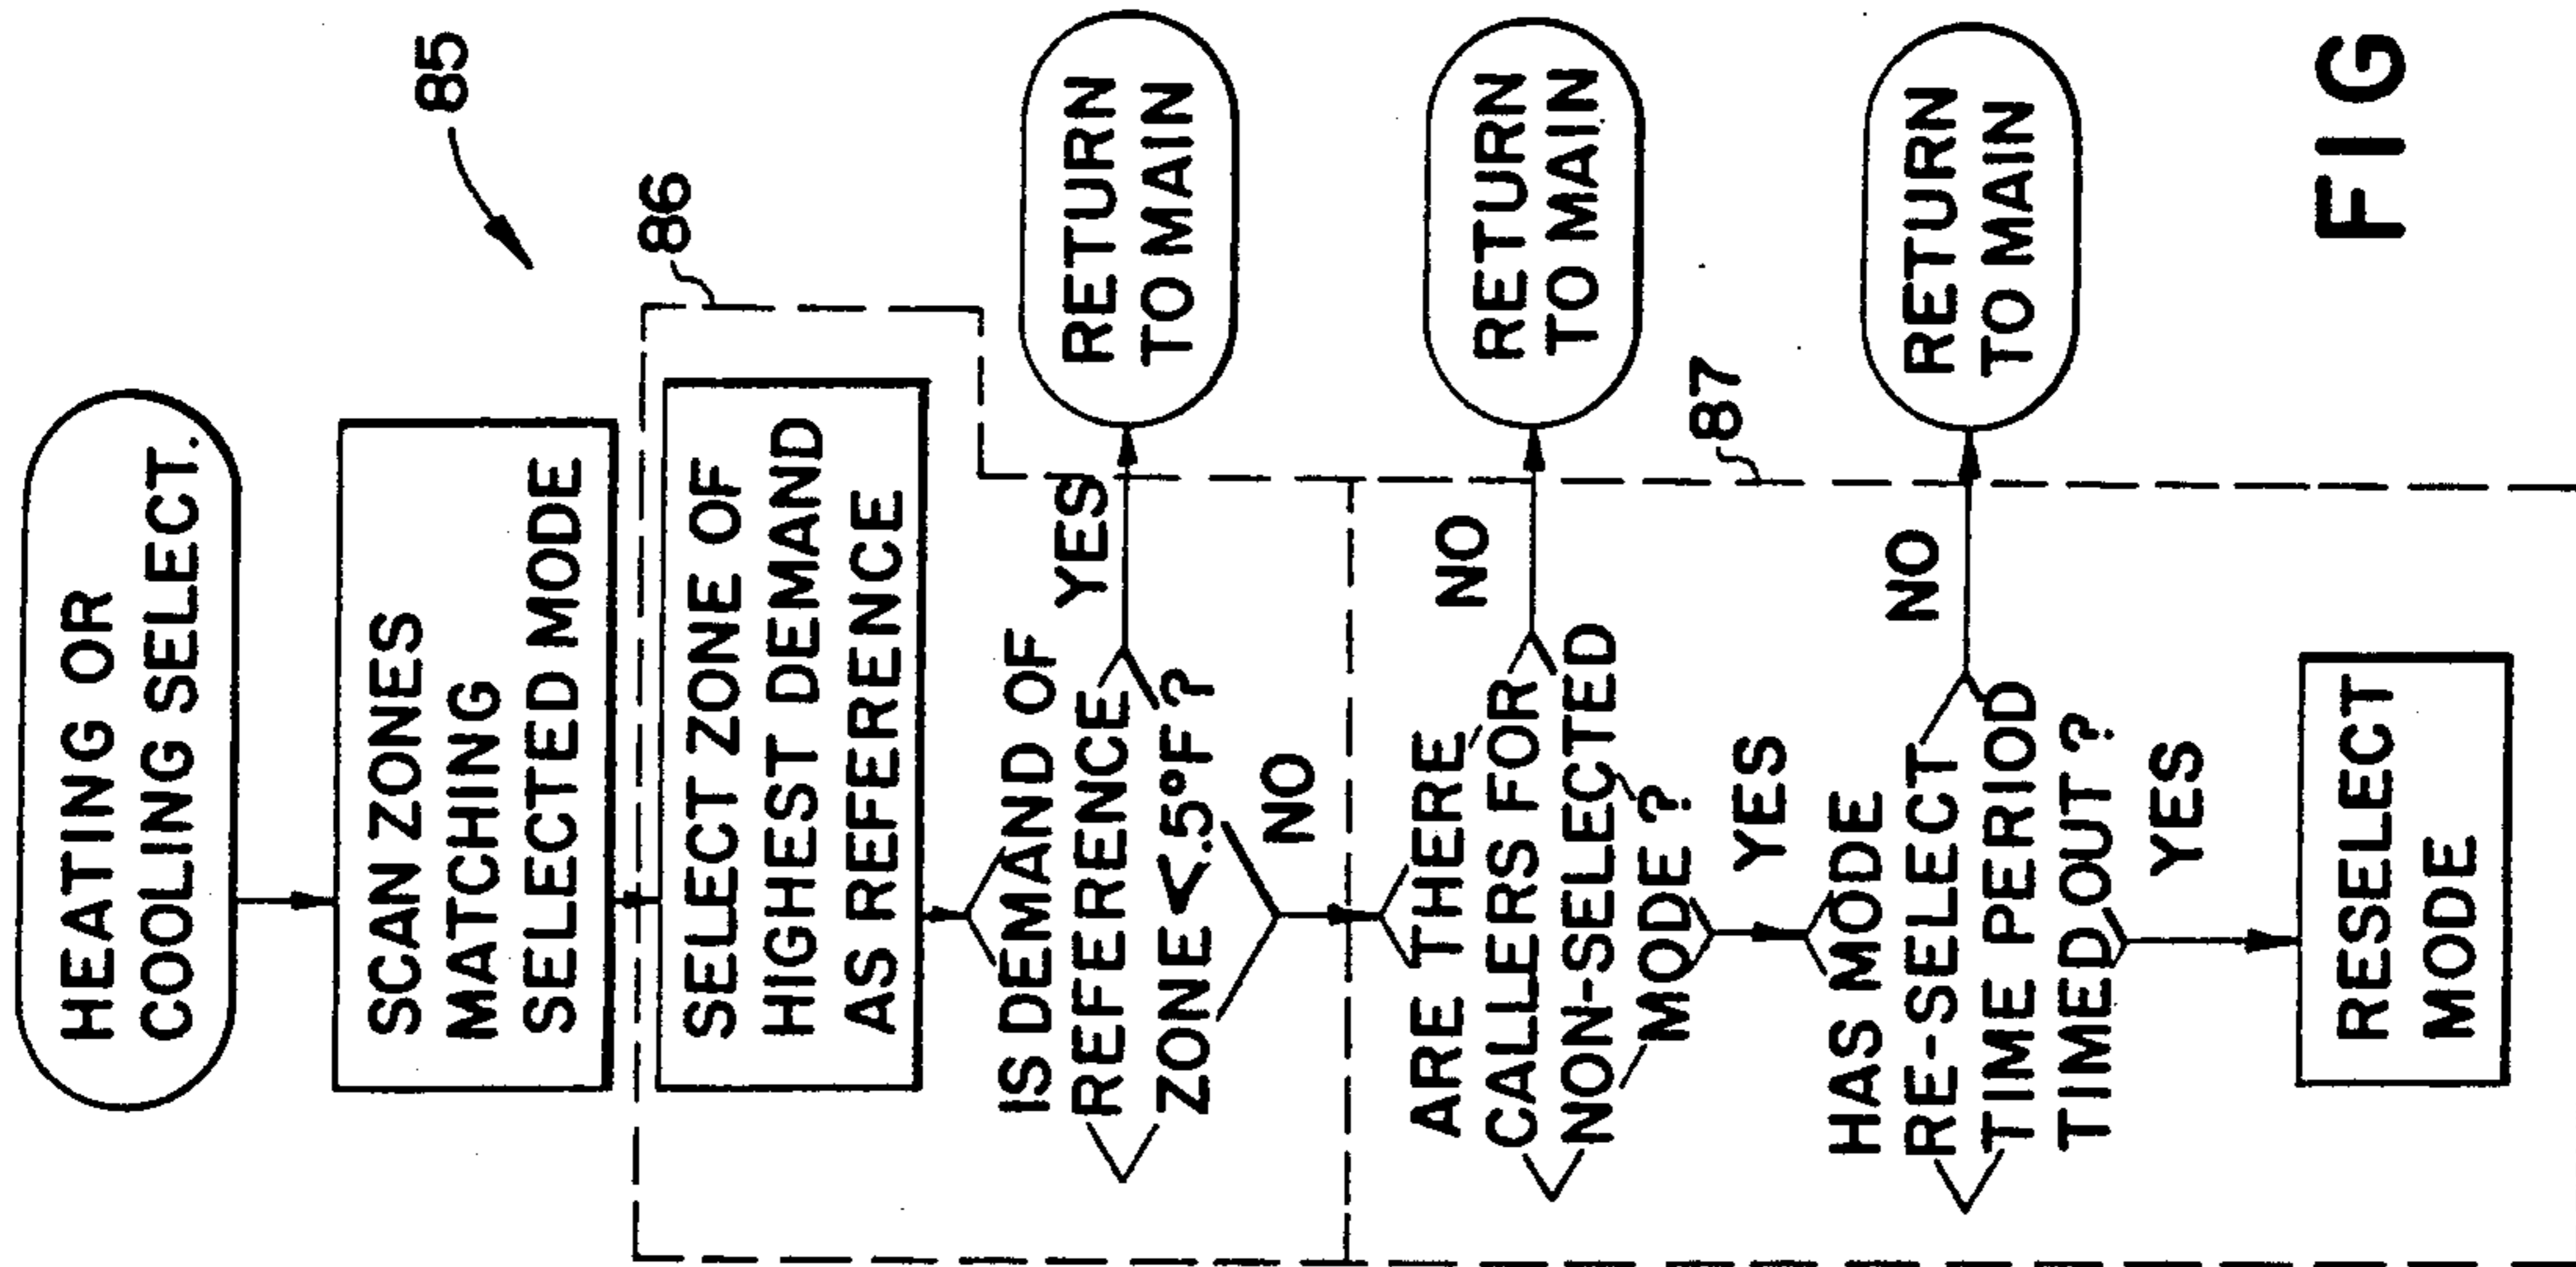 HEATING OR
COOLING SELECT.
85
SCAN ZONES
MATCHING
SELECTED MODE
86
SELECT ZONE OF
HIGHEST DEMAND
AS REFERENCE
IS DEMAND OF
REFERENCE
ZONE <.5°F ?
YES
RETURN
TO MAIN
NO
ARE THERE
CALLERS FOR
NON-SELECTED
MODE ?
NO
RETURN
TO MAIN
87
YES
HAS MODE
RE-SELECT
TIME PERIOD
TIMED OUT ?
NO
RETURN
TO MAIN
YES
RESELECT
MODE
FIG